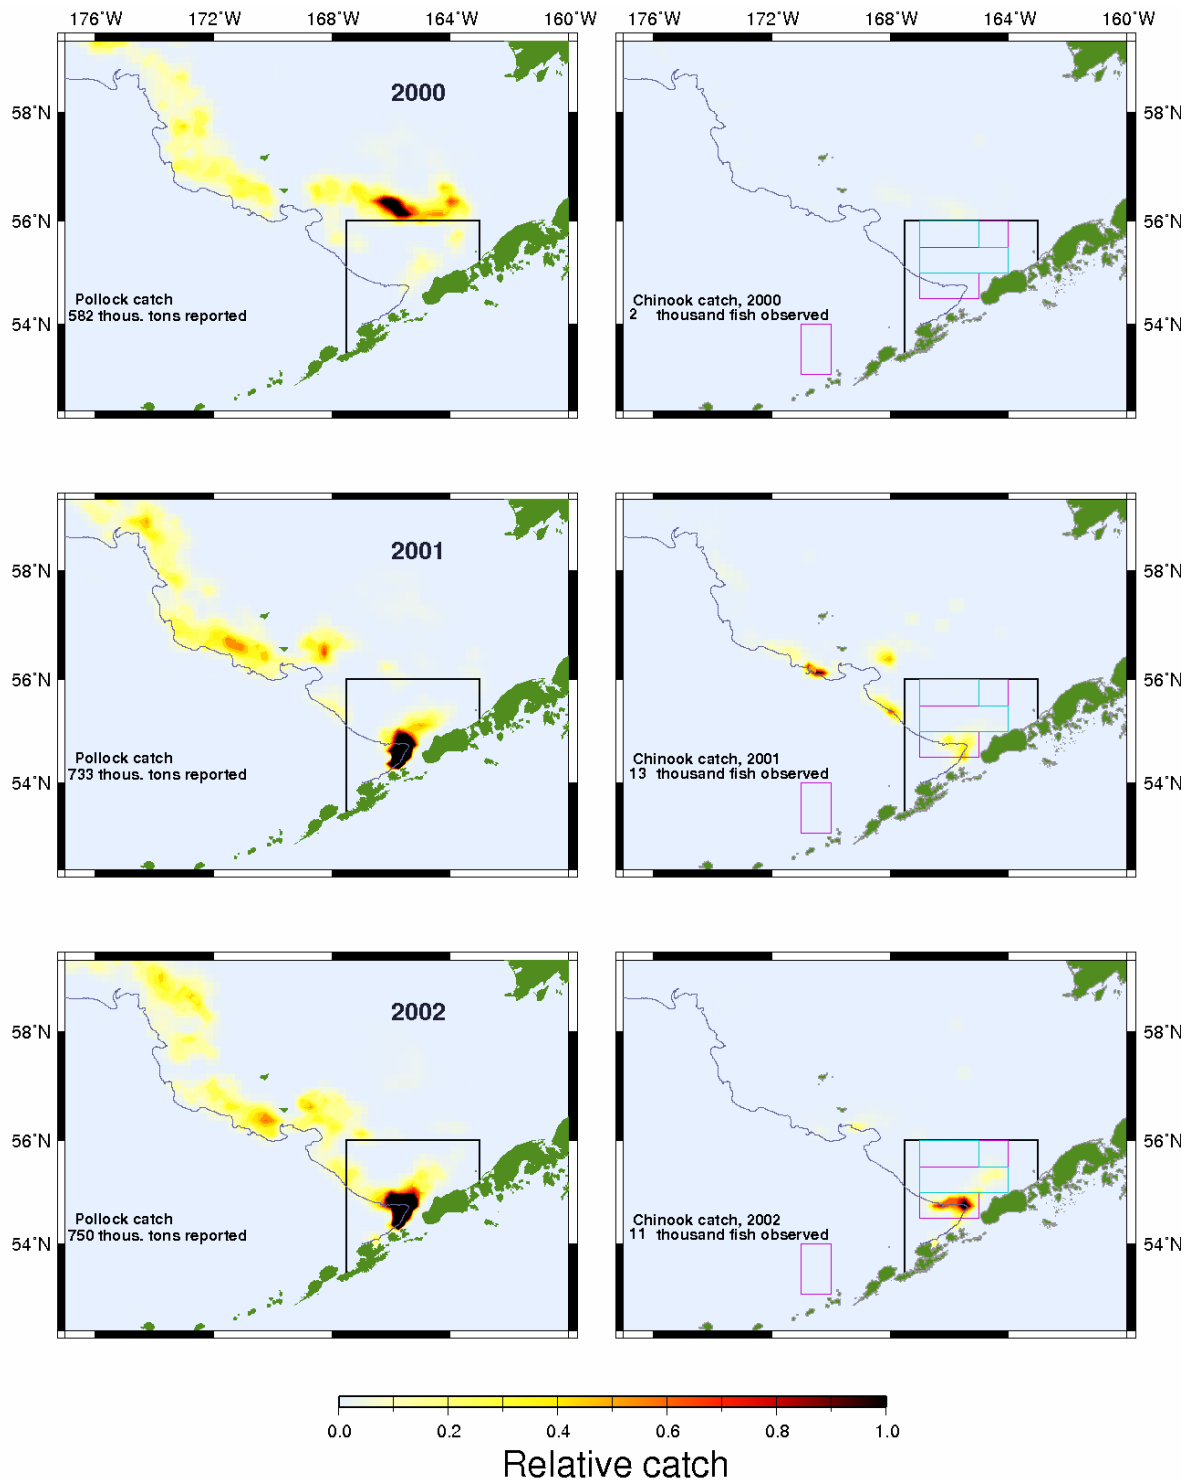 176°W 172°W 168°W 164°W 160°W 176°W 172°W 168°W 164°W 160°W
2000
58°N 58°N
56°N 56°N
Pollock catch
582 thous. tons reported
Chinook catch, 2000
2 thousand fish observed
54°N 54°N
2001
58°N 58°N
56°N 56°N
Pollock catch
733 thous. tons reported
Chinook catch, 2001
13 thousand fish observed
54°N 54°N
2002
58°N 58°N
56°N 56°N
Pollock catch
750 thous. tons reported
Chinook catch, 2002
11 thousand fish observed
54°N 54°N
0.0 0.2 0.4 0.6 0.8 1.0
Relative catch